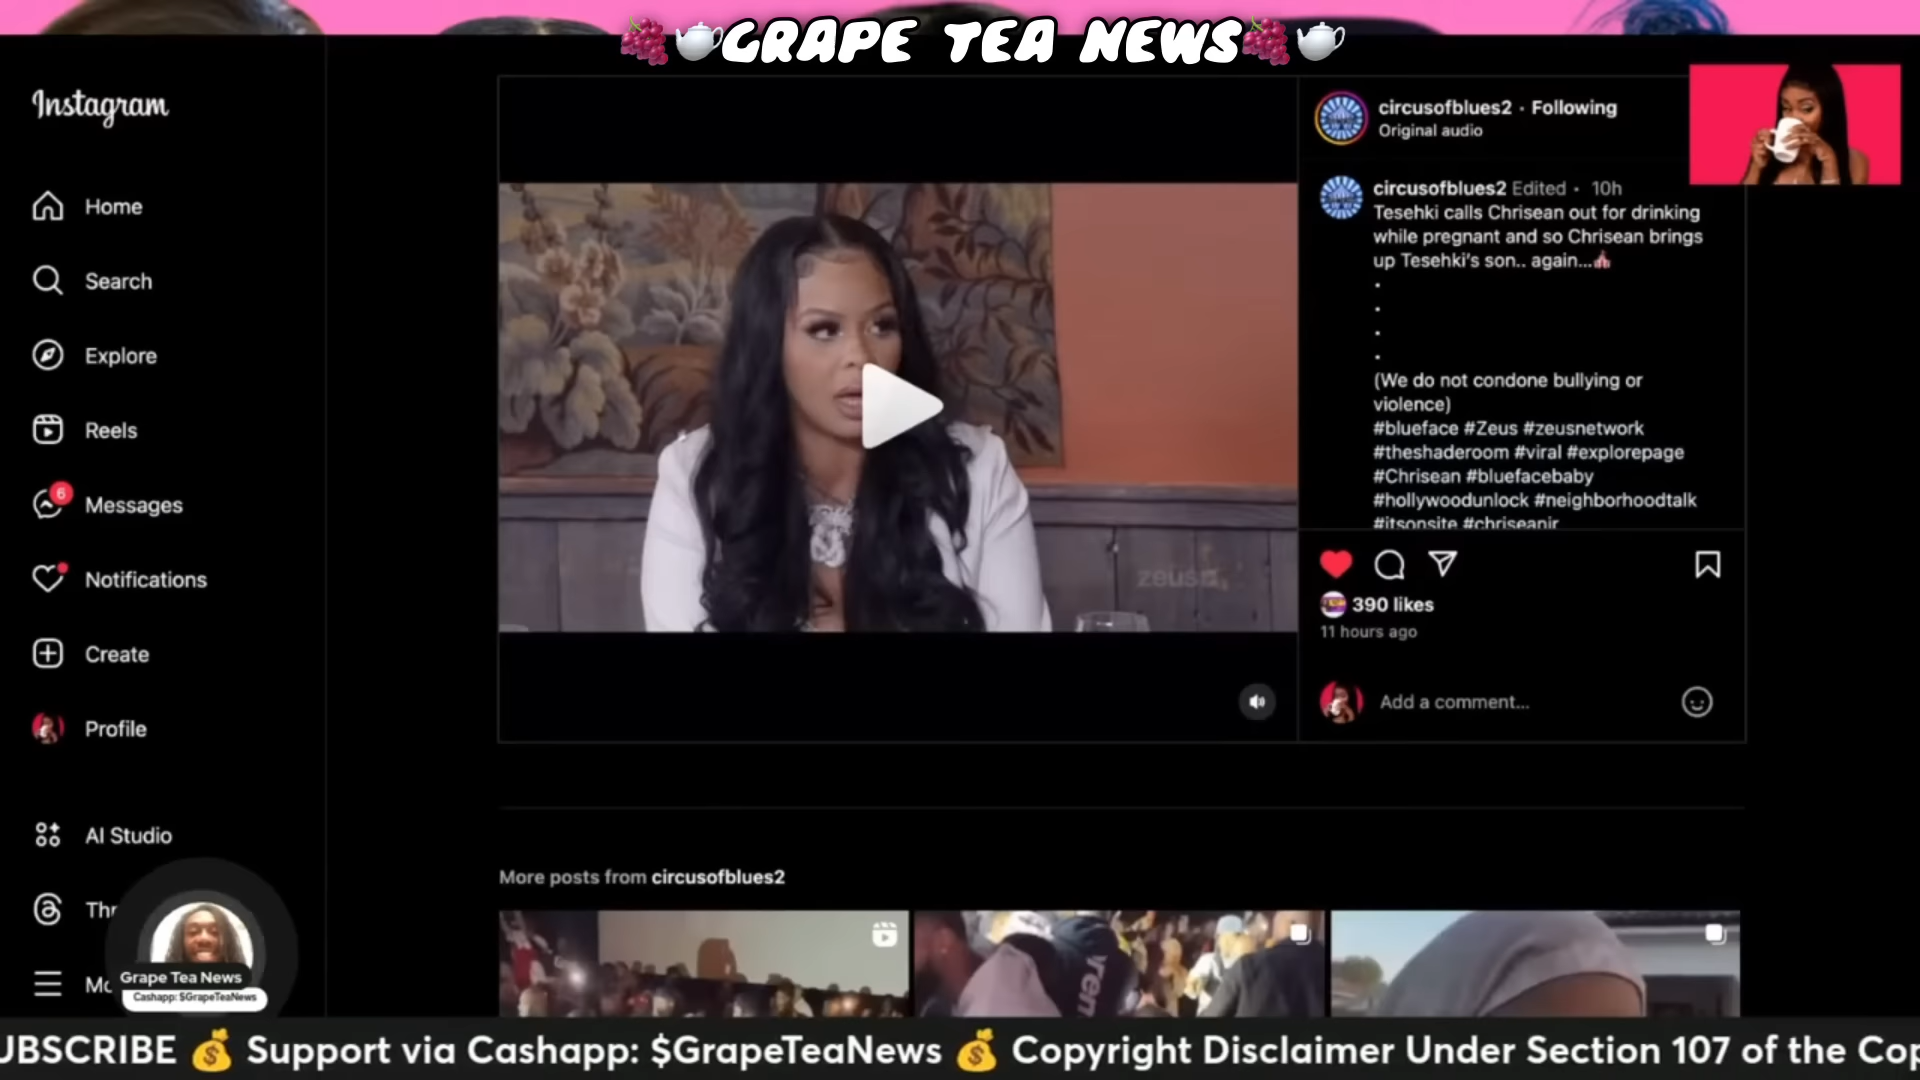 GRAPE TEA NEWS
Instagram
Home
Search
Explore
Reels
6
Messages
Notifications
Create
Profile
AI Studio
circusofblues2 • Following
Original audio
circusofblues2 Edited • 10h
Tesehki calls Chrisean out for drinking
while pregnant and so Chrisean brings
up Tesehki's son.. again...
.
.
.
.
(We do not condone bullying or
violence)
#blueface #Zeus #zeusnetwork
#theshaderoom #viral #explorepage
#Chrisean #bluefacebaby
#hollywoodunlock #neighborhoodtalk
#itsonsite #chriseanjr
zeus
390 likes
11 hours ago
Add a comment...
More posts from circusofblues2
Thr
Mo
Grape Tea News
Cashapp: $GrapeTeaNews
UBSCRIBE 💰 Support via Cashapp: $GrapeTeaNews 💰 Copyright Disclaimer Under Section 107 of the Cop